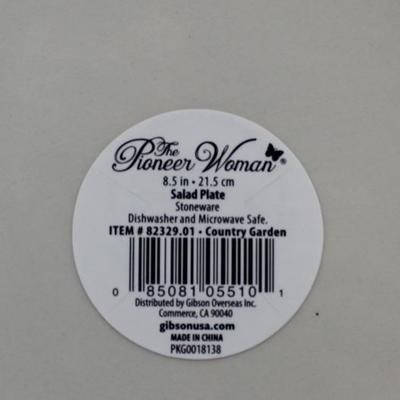 The
Pioneer Woman®
8.5 in • 21.5 cm
Salad Plate
Stoneware
Dishwasher and Microwave Safe.
ITEM # 82329.01 • Country Garden
0 85081 05510 1
Distributed by Gibson Overseas Inc.
Commerce, CA 90040
gibsonusa.com
MADE IN CHINA
PKG0018138